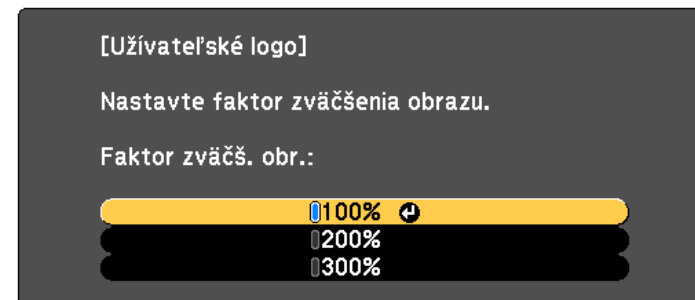 [Užívateľské logo]
Nastavte faktor zväčšenia obrazu.
Faktor zväčš. obr.:
100%
200%
300%